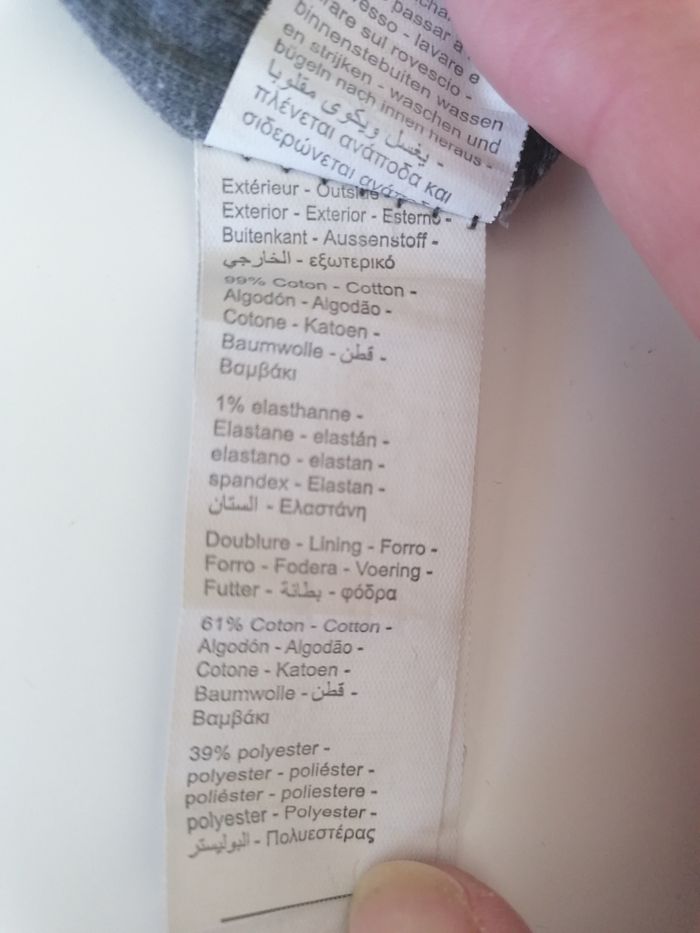 passar a
lavare e
sul rovescio -
binnenstebuiten wassen
en strijken - waschen und
bügeln nach innen heraus -
يغسل ويكوى مقلوبا -
πλένεται ανάποδα και
σιδερώνεται
Extérieur - Outside
Exterior - Exterior - Esterno -
Buitenkant - Aussenstoff -
الخارجي - εξωτερικό
99% Coton - Cotton -
Algodón - Algodão -
Cotone - Katoen -
Baumwolle - قطن -
Βαμβάκι
1% elasthanne -
Elastane - elastán -
elastano - elastan -
spandex - Elastan -
الستان - Ελαστάνη
Doublure - Lining - Forro -
Forro - Fodera - Voering -
Futter - بطانة - φόδρα
61% Coton - Cotton -
Algodón - Algodão -
Cotone - Katoen -
Baumwolle - قطن -
Βαμβάκι
39% polyester -
polyester - poliéster -
poliéster - poliestere -
polyester - Polyester -
البوليستر - Πολυεστέρας